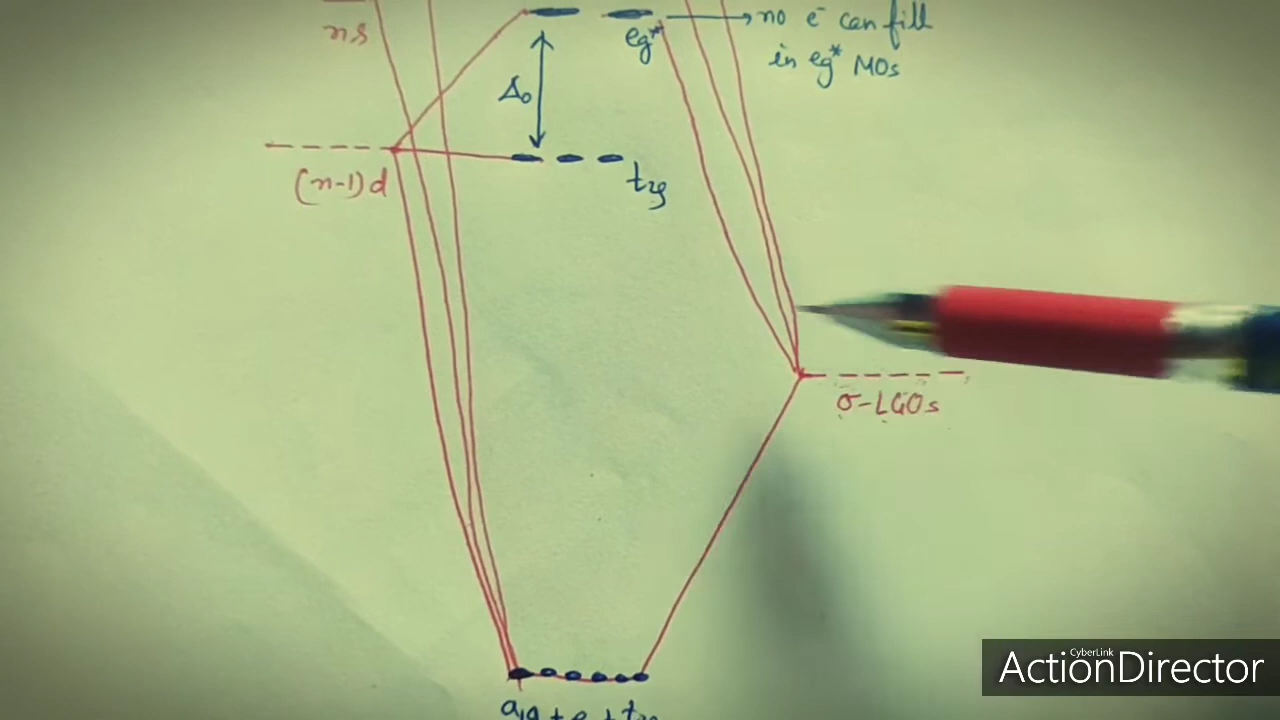 ns
eg*
→ no e⁻ can fill
in eg* MOs
Δo
(n-1)d
t2g
σ-LGOs
CyberLink
ActionDirector